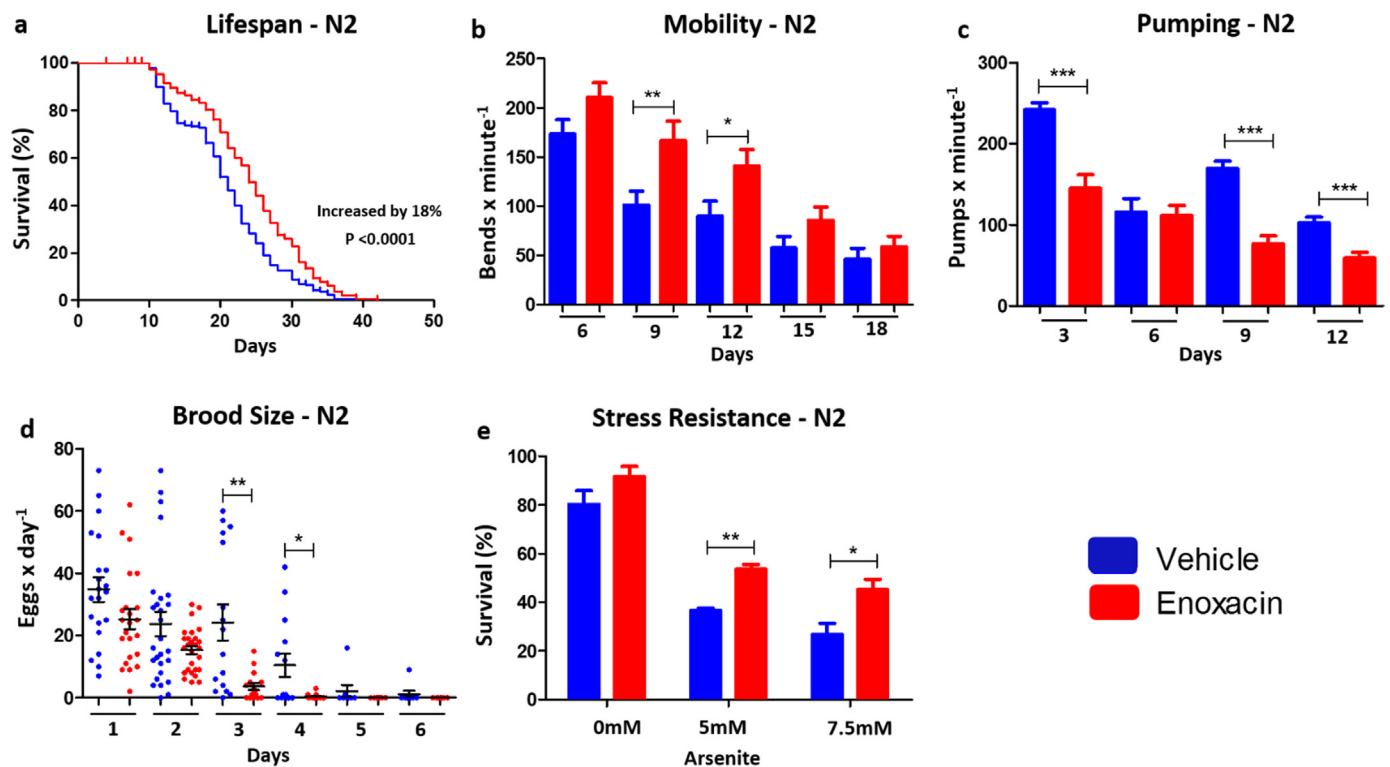 a
Lifespan - N2
Survival (%)
100
80
60
40
20
0
Increased by 18%
P <0.0001
0 10 20 30 40 50
Days
b
Mobility - N2
Bends x minute-1
250
200
150
100
50
0
**
*
6 9 12 15 18
Days
c
Pumping - N2
Pumps x minute-1
300
200
100
0
***
***
***
3 6 9 12
Days
d
Brood Size - N2
Eggs x day-1
80
60
40
20
0
**
*
1 2 3 4 5 6
Days
e
Stress Resistance - N2
Survival (%)
100
80
60
40
20
0
**
*
0mM 5mM 7.5mM
Arsenite
Vehicle
Enoxacin